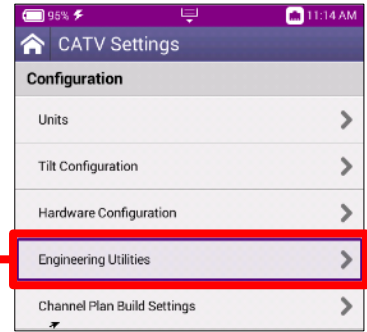 95% 11:14 AM
CATV Settings
Configuration
Units
Tilt Configuration
Hardware Configuration
Engineering Utilities
Channel Plan Build Settings